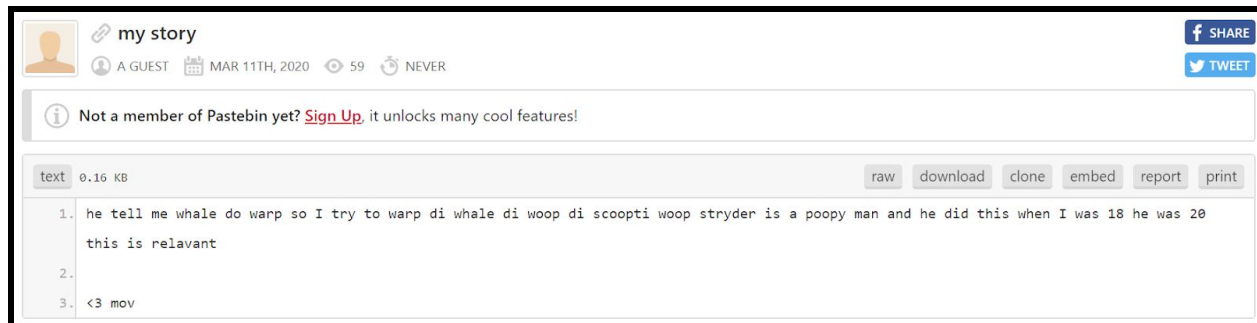 my story
f SHARE
A GUEST MAR 11TH, 2020 59 NEVER
TWEET
Not a member of Pastebin yet? Sign Up, it unlocks many cool features!
text 0.16 KB raw download clone embed report print
1. he tell me whale do warp so I try to warp di whale di woop di scoopti woop stryder is a poopy man and he did this when I was 18 he was 20
this is relavant
2.
3. <3 mov